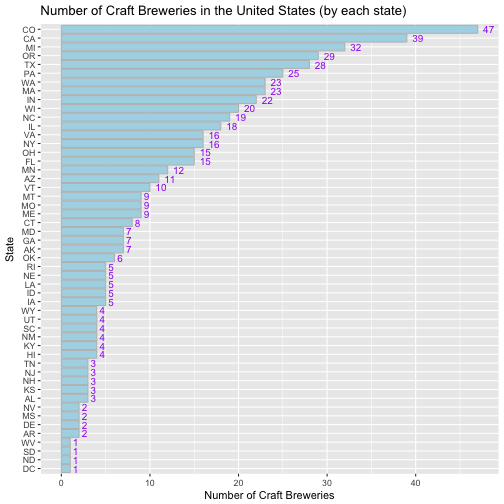 Number of Craft Breweries in the United States (by each state)
CO 47
CA 39
MI 32
OR 29
TX 28
PA 25
WA 23
MA 23
IN 22
WI 20
NC 19
IL 18
VA 16
NY 16
OH 15
FL 15
MN 12
AZ 11
VT 10
MT 9
MO 9
ME 9
CT 8
MD 7
GA 7
AK 7
OK 6
RI 5
NE 5
LA 5
ID 5
IA 5
WY 4
UT 4
SC 4
NM 4
KY 4
HI 4
TN 3
NJ 3
NH 3
KS 3
AL 3
NV 2
MS 2
DE 2
AR 2
WV 1
SD 1
ND 1
DC 1
State
0 10 20 30 40
Number of Craft Breweries